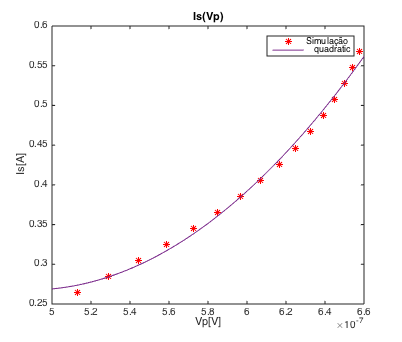 Is(Vp)
0.6
0.55
0.5
0.45
0.4
0.35
0.3
0.25
Is[A]
Simulação
quadratic
5 5.2 5.4 5.6 5.8 6 6.2 6.4 6.6
Vp[V]
×10⁻⁷